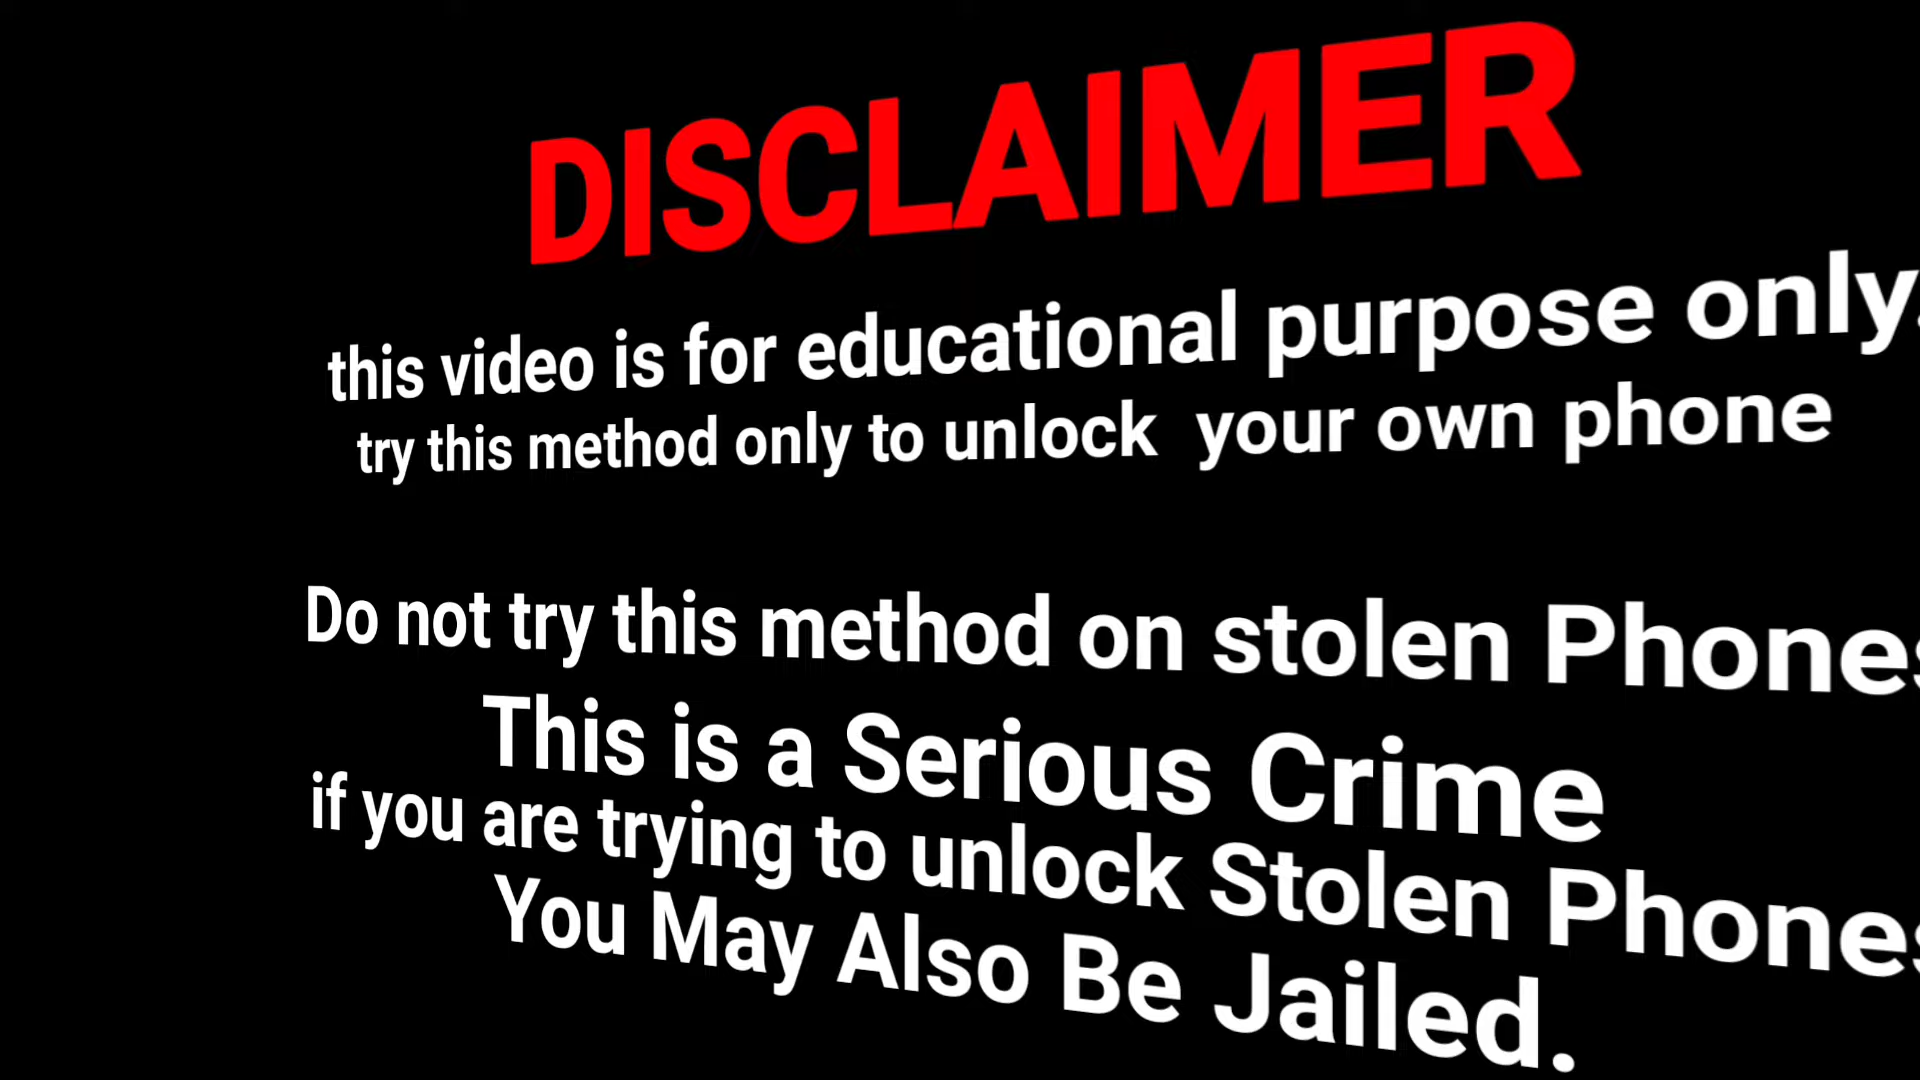 DISCLAIMER
this video is for educational purpose only.
try this method only to unlock your own phone
Do not try this method on stolen Phones
This is a Serious Crime
if you are trying to unlock Stolen Phones
You May Also Be Jailed.